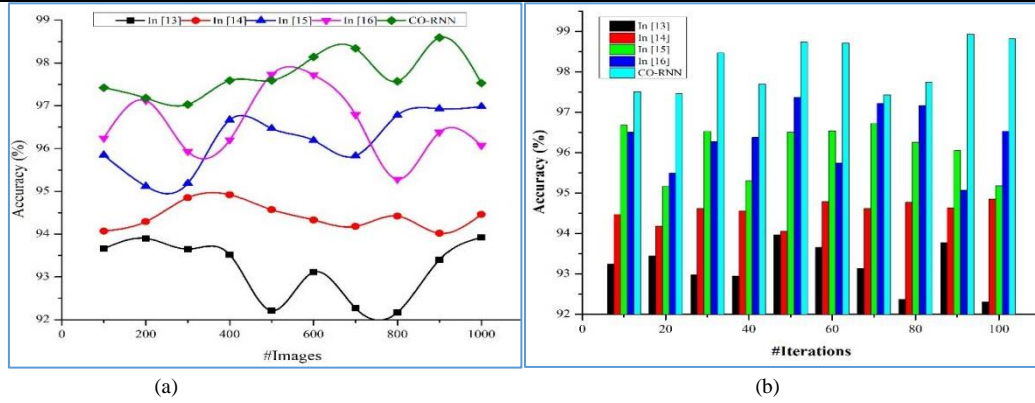 In [13] In [14] In [15] In [16] CO-RNN
99
98
97
96
95
94
93
92
Accuracy (%)
0 200 400 600 800 1000
#Images
In [13]
In [14]
In [15]
In [16]
CO-RNN
99
98
97
96
95
94
93
92
Accuracy (%)
0 20 40 60 80 100
#Iterations
(a) (b)